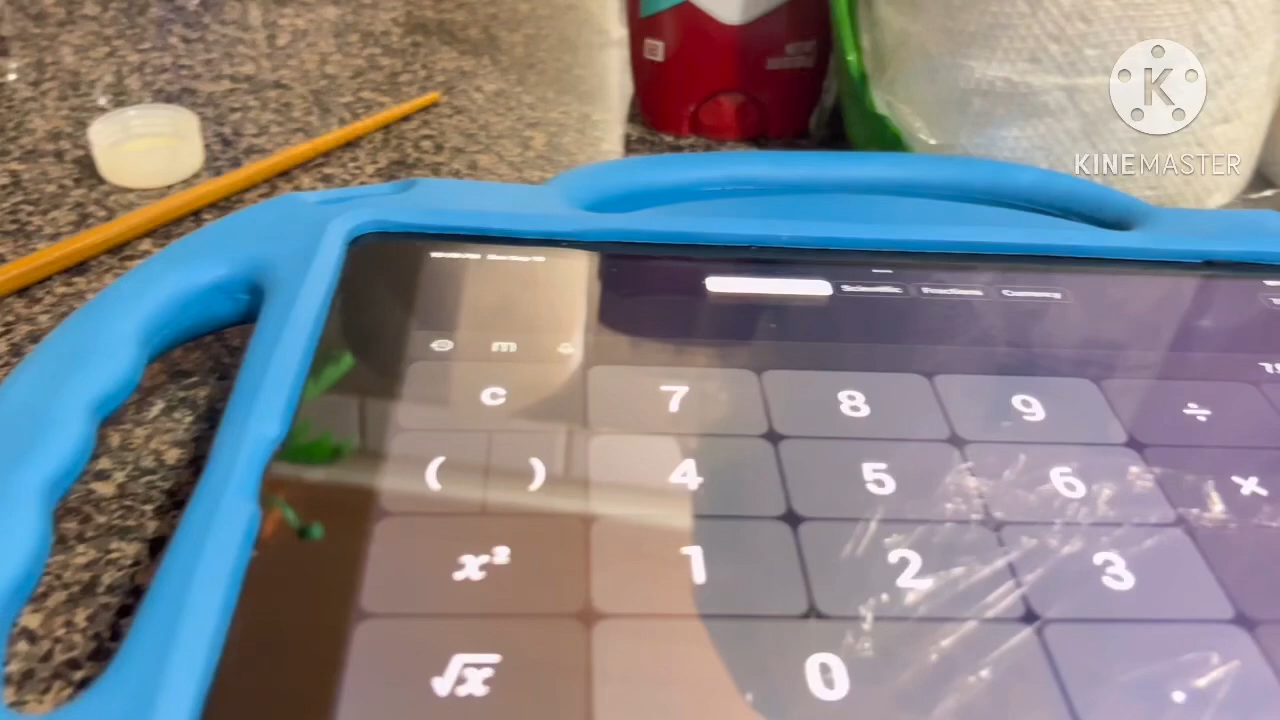 K
KINEMASTER
Scientific Fractions Currency
m
c 7 8 9 ÷
( ) 4 5 6 ×
x² 1 2 3
√x 0 .